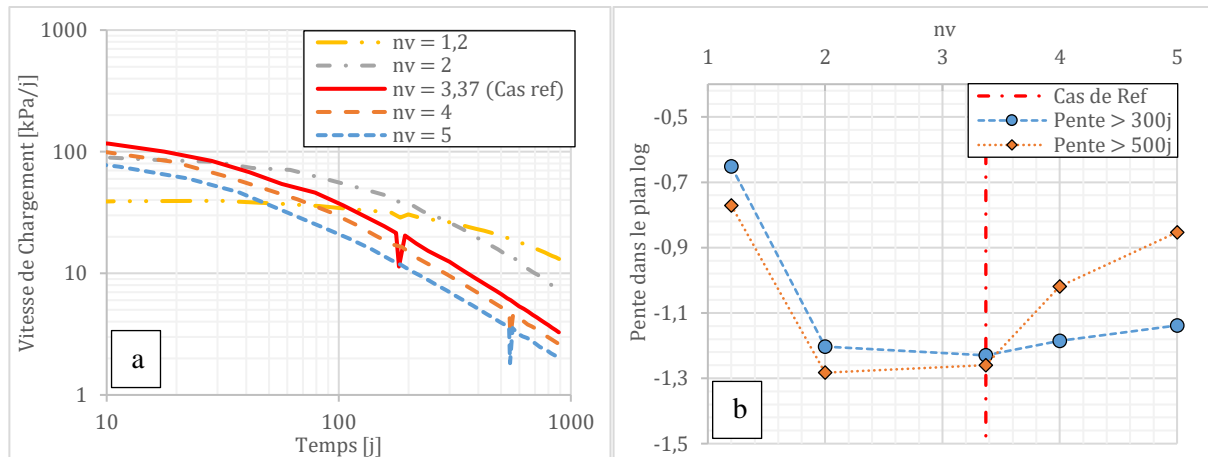 Vitesse de Chargement [kPa/j]
1000
100
10
1
10
100
1000
Temps [j]
nv = 1,2
nv = 2
nv = 3,37 (Cas ref)
nv = 4
nv = 5
a
nv
1
2
3
4
5
Pente dans le plan log
-0,5
-0,7
-0,9
-1,1
-1,3
-1,5
Cas de Ref
Pente > 300j
Pente > 500j
b